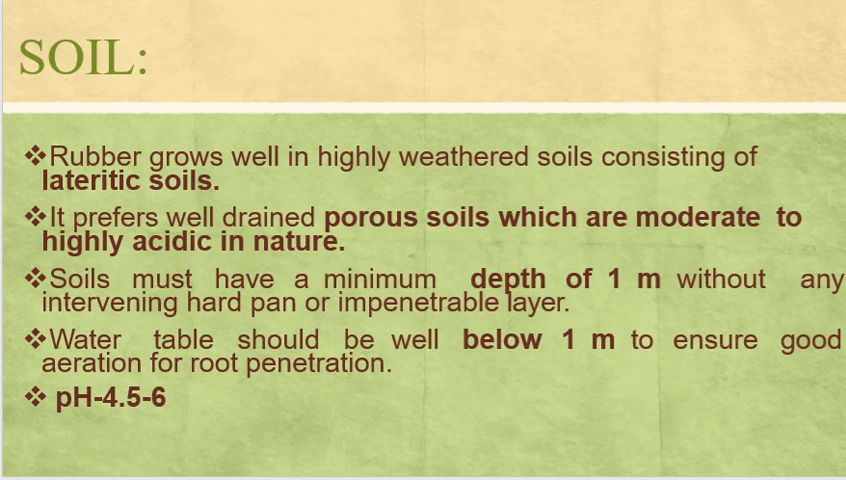 SOIL:
❖Rubber grows well in highly weathered soils consisting of
lateritic soils.
❖It prefers well drained porous soils which are moderate to
highly acidic in nature.
❖Soils must have a minimum depth of 1 m without any
intervening hard pan or impenetrable layer.
❖Water table should be well below 1 m to ensure good
aeration for root penetration.
❖ pH-4.5-6